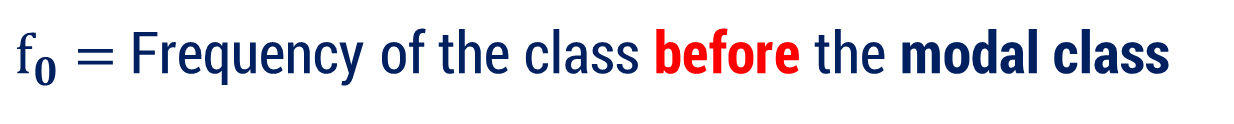 f₀ = Frequency of the class before the modal class